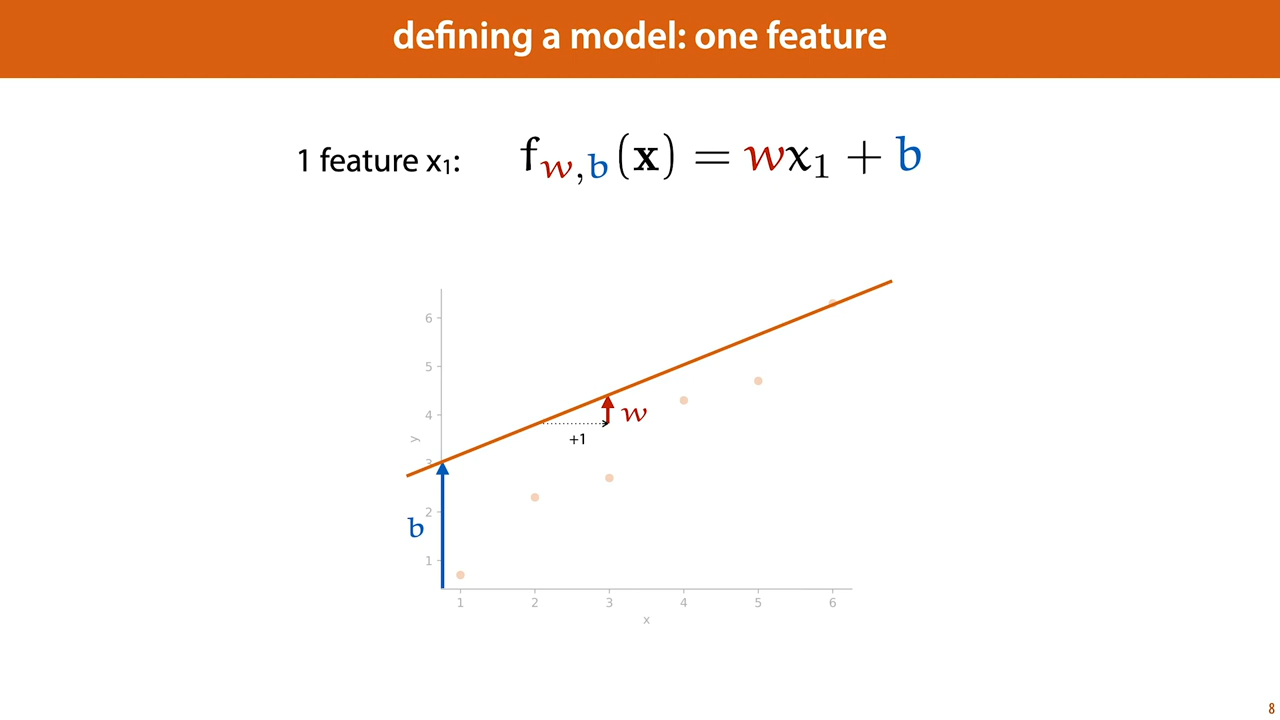 defining a model: one feature
1 feature x₁: f_{w,b}(𝐱) = wx₁ + b
6
5
4
y
3
2
1
w
+1
b
1 2 3 4 5 6
x
8